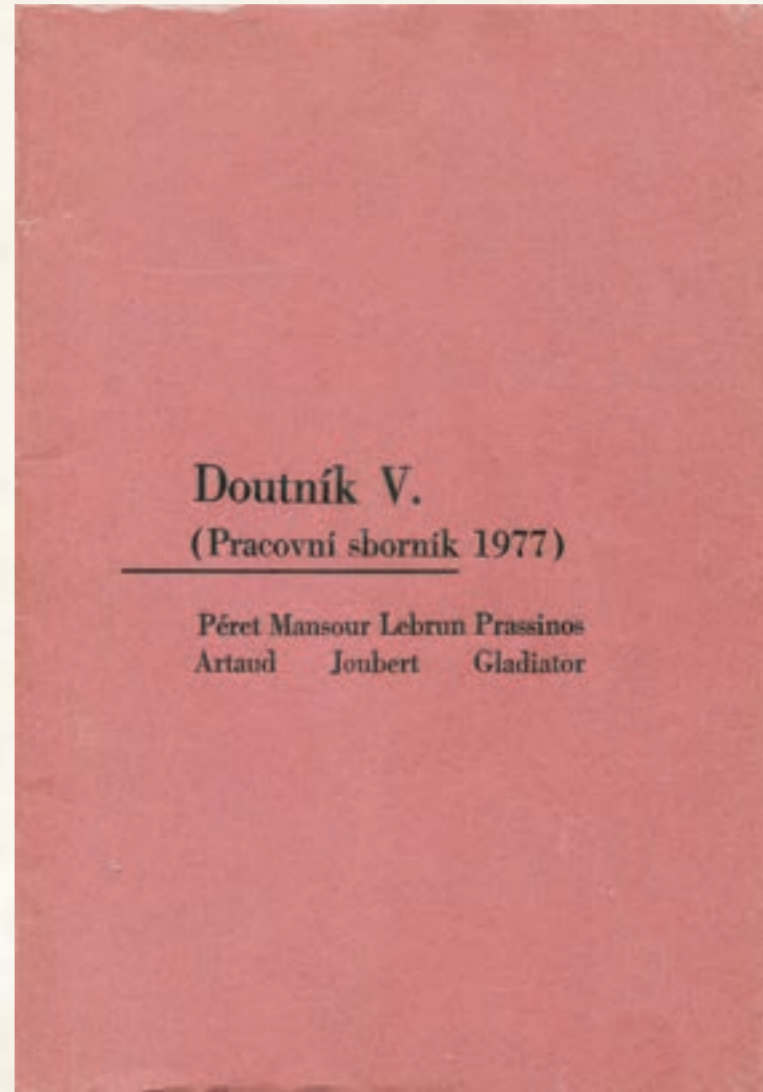 Doutník V.
(Pracovní sborník 1977)
Péret Mansour Lebrun Prassinos
Artaud Joubert Gladiator